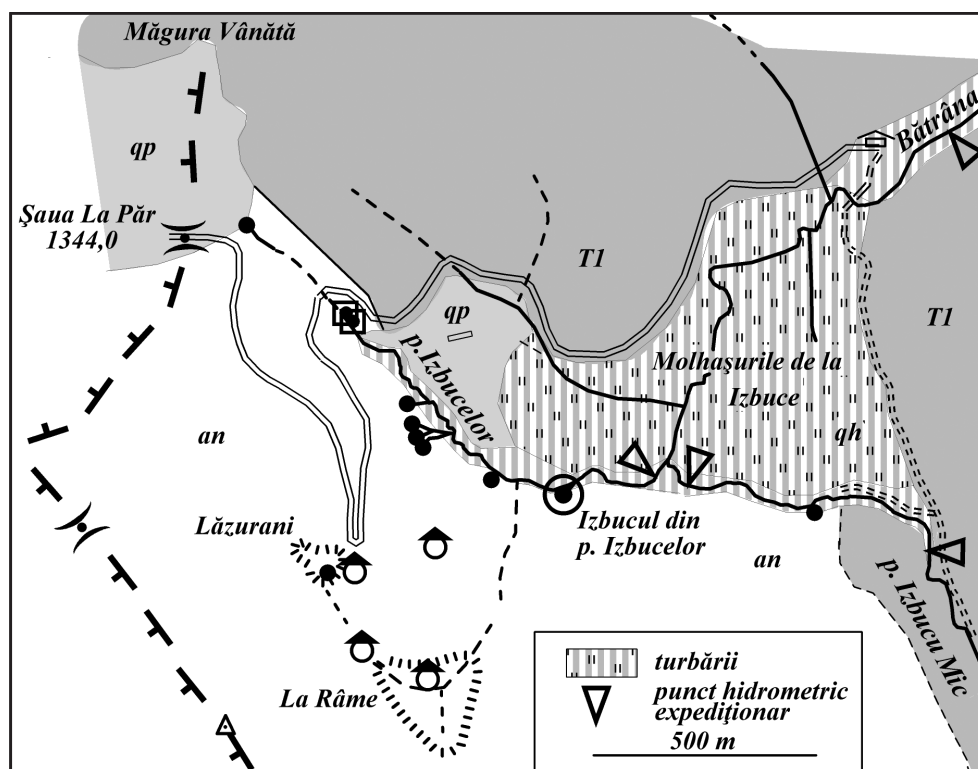 Măgura Vânătă
Bătrâna
qp
Şaua La Păr
1344,0
T1
qp
T1
p. Izbucelor
Molhaşurile de la
Izbuce
an
qh
Lăzurani
Izbucul din
p. Izbucelor
an
p. Izbucu Mic
La Râme
turbării
punct hidrometric
expediţionar
500 m